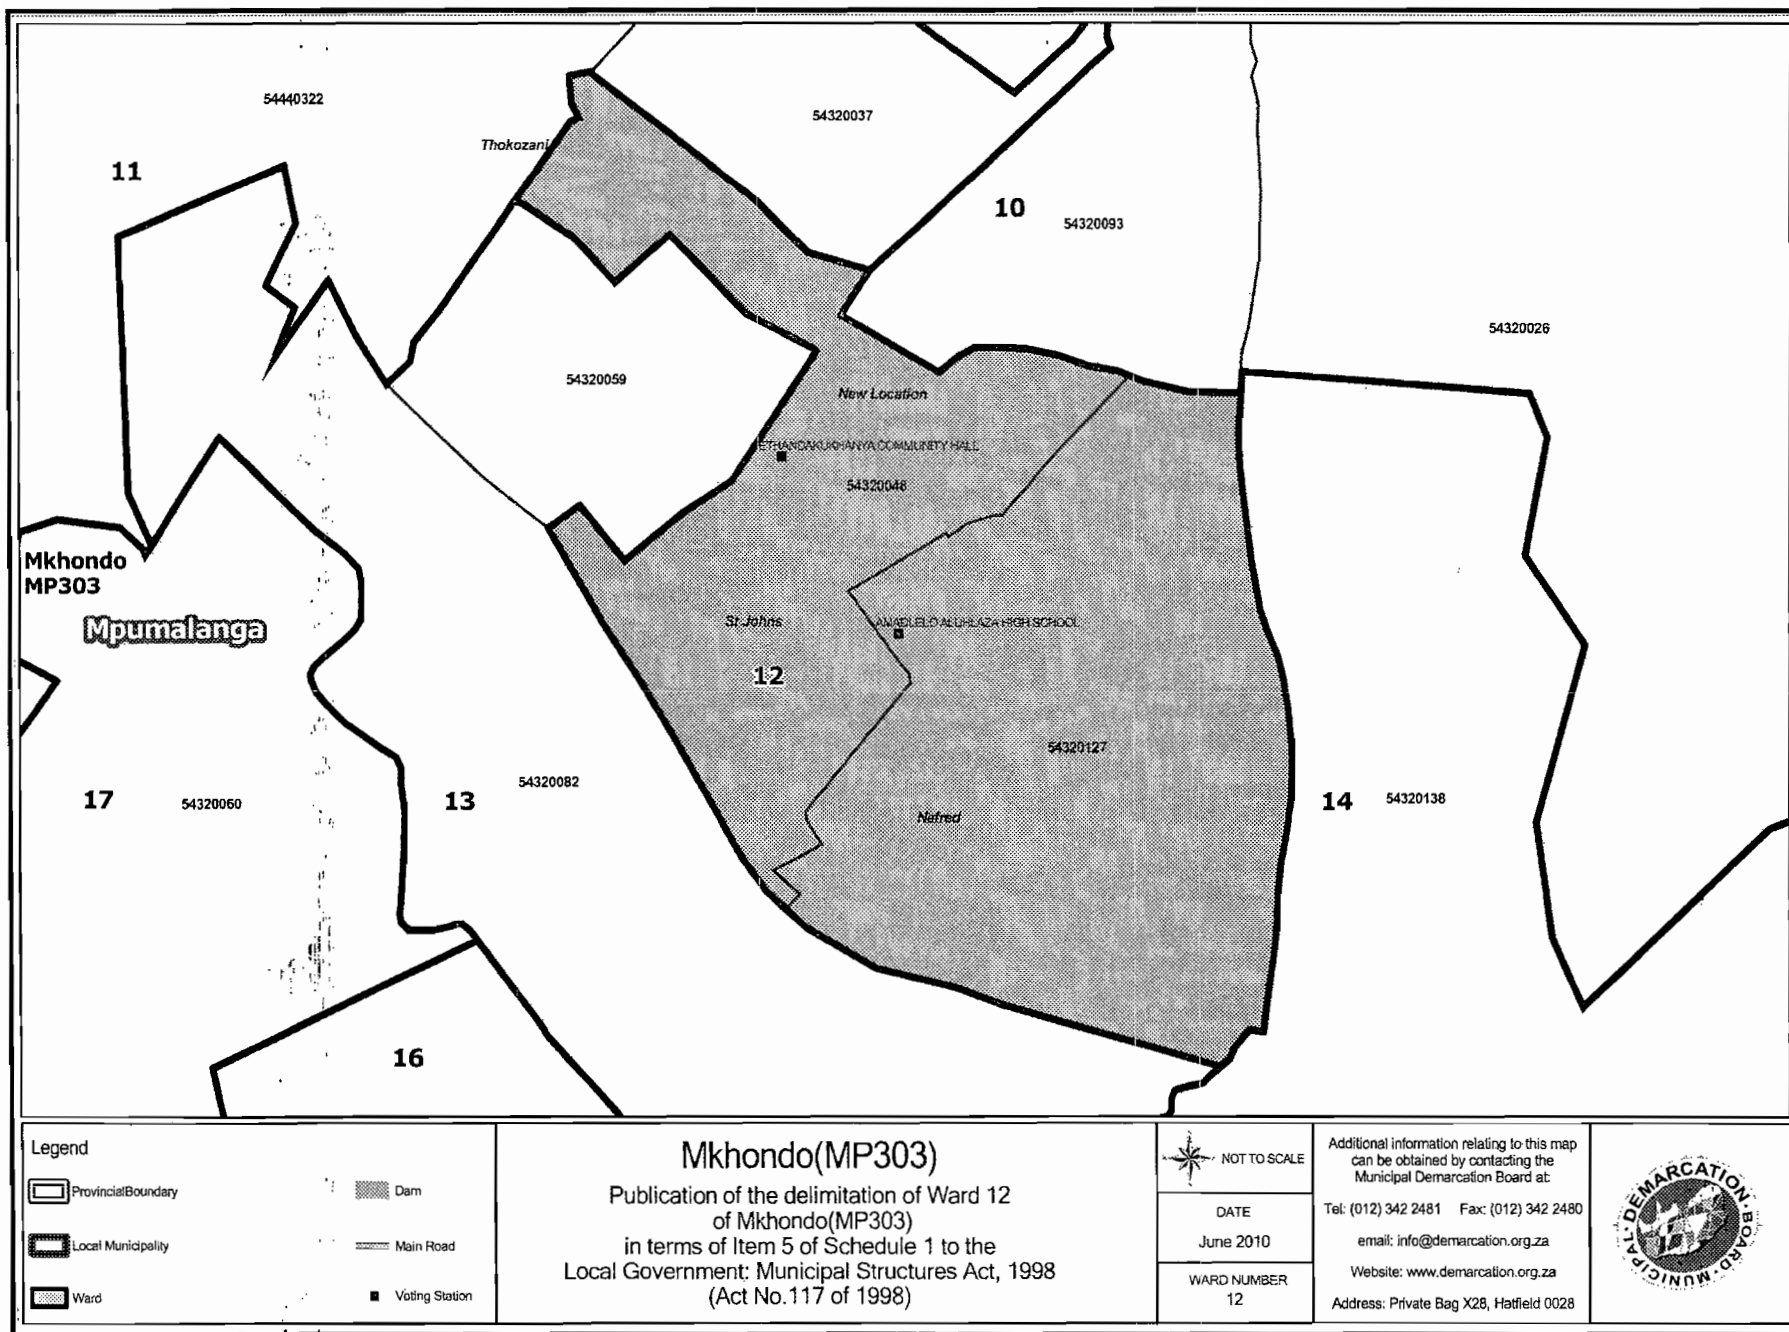 54440322
54320037
Thokozani
11
10
54320093
54320026
54320059
New Location
ETHANDAKUKHANYA COMMUNITY HALL
54320048
Mkhondo
MP303
Mpumalanga
St Johns
AMADLELO ALUHLAZA HIGH SCHOOL
12
54320127
17
54320060
13
54320082
14
54320138
Nefred
16
Legend
ProvincialBoundary
Local Municipality
Ward
Dam
Main Road
Voting Station
Mkhondo(MP303)
Publication of the delimitation of Ward 12
of Mkhondo(MP303)
in terms of Item 5 of Schedule 1 to the
Local Government: Municipal Structures Act, 1998
(Act No.117 of 1998)
NOT TO SCALE
DATE
June 2010
WARD NUMBER
12
Additional information relating to this map
can be obtained by contacting the
Municipal Demarcation Board at:
Tel: (012) 342 2481 Fax: (012) 342 2480
email: info@demarcation.org.za
Website: www.demarcation.org.za
Address: Private Bag X28, Hatfield 0028
MUNICIPAL DEMARCATION BOARD